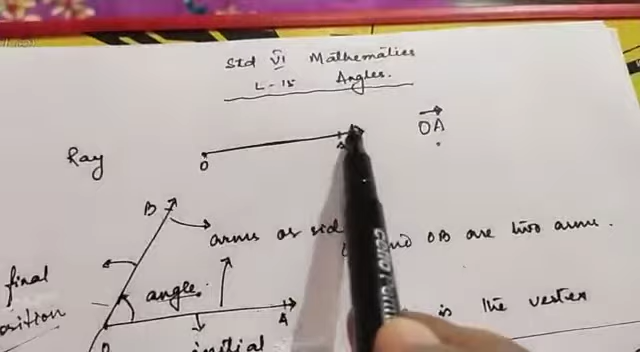 Std VI Mathematics
L-15 Angles.
Ray O A OA
B arms or sid nd OB are two arms.
final angle. is the vertex
A
initial